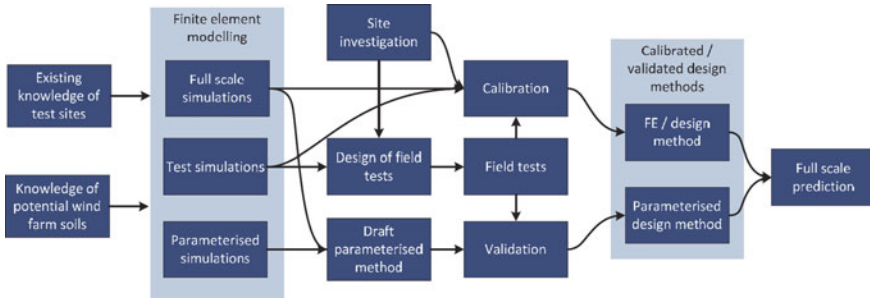 Finite element
modelling
Site
investigation
Calibrated /
validated design
methods
Existing
knowledge of
test sites
Full scale
simulations
Calibration
FE / design
method
Test simulations
Design of field
tests
Field tests
Full scale
prediction
Knowledge of
potential wind
farm soils
Parameterised
simulations
Draft
parameterised
method
Validation
Parameterised
design method